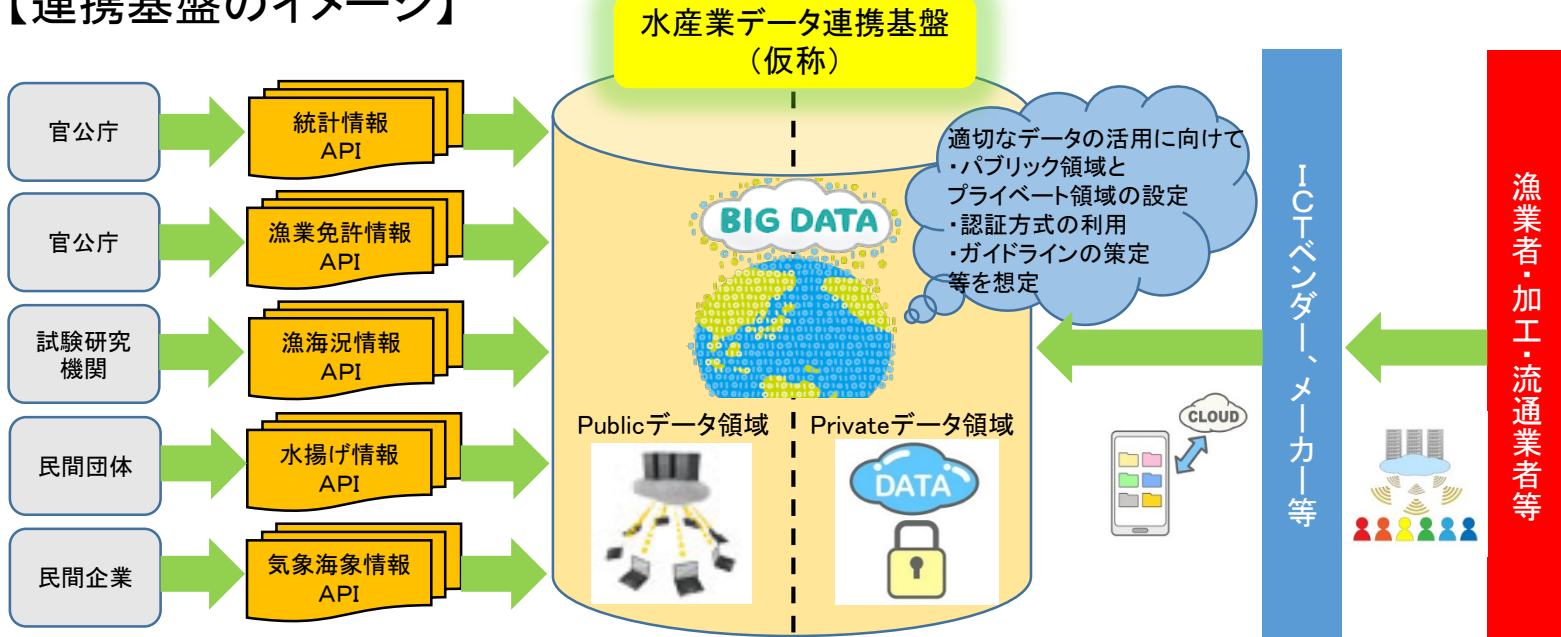 【連携基盤のイメージ】
水産業データ連携基盤
（仮称）
官公庁
統計情報
API
官公庁
漁業免許情報
API
試験研究
機関
漁海況情報
API
民間団体
水揚げ情報
API
民間企業
気象海象情報
API
BIG DATA
適切なデータの活用に向けて
・パブリック領域と
プライベート領域の設定
・認証方式の利用
・ガイドラインの策定
等を想定
Publicデータ領域
Privateデータ領域
DATA
CLOUD
ICTベンダー、メーカー等
漁業者・加工・流通業者等